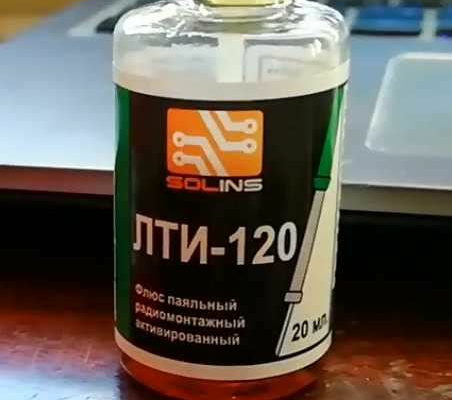 SOLINS
ЛТИ-120
Флюс паяльный
радиомонтажный
активированный
20 мл.